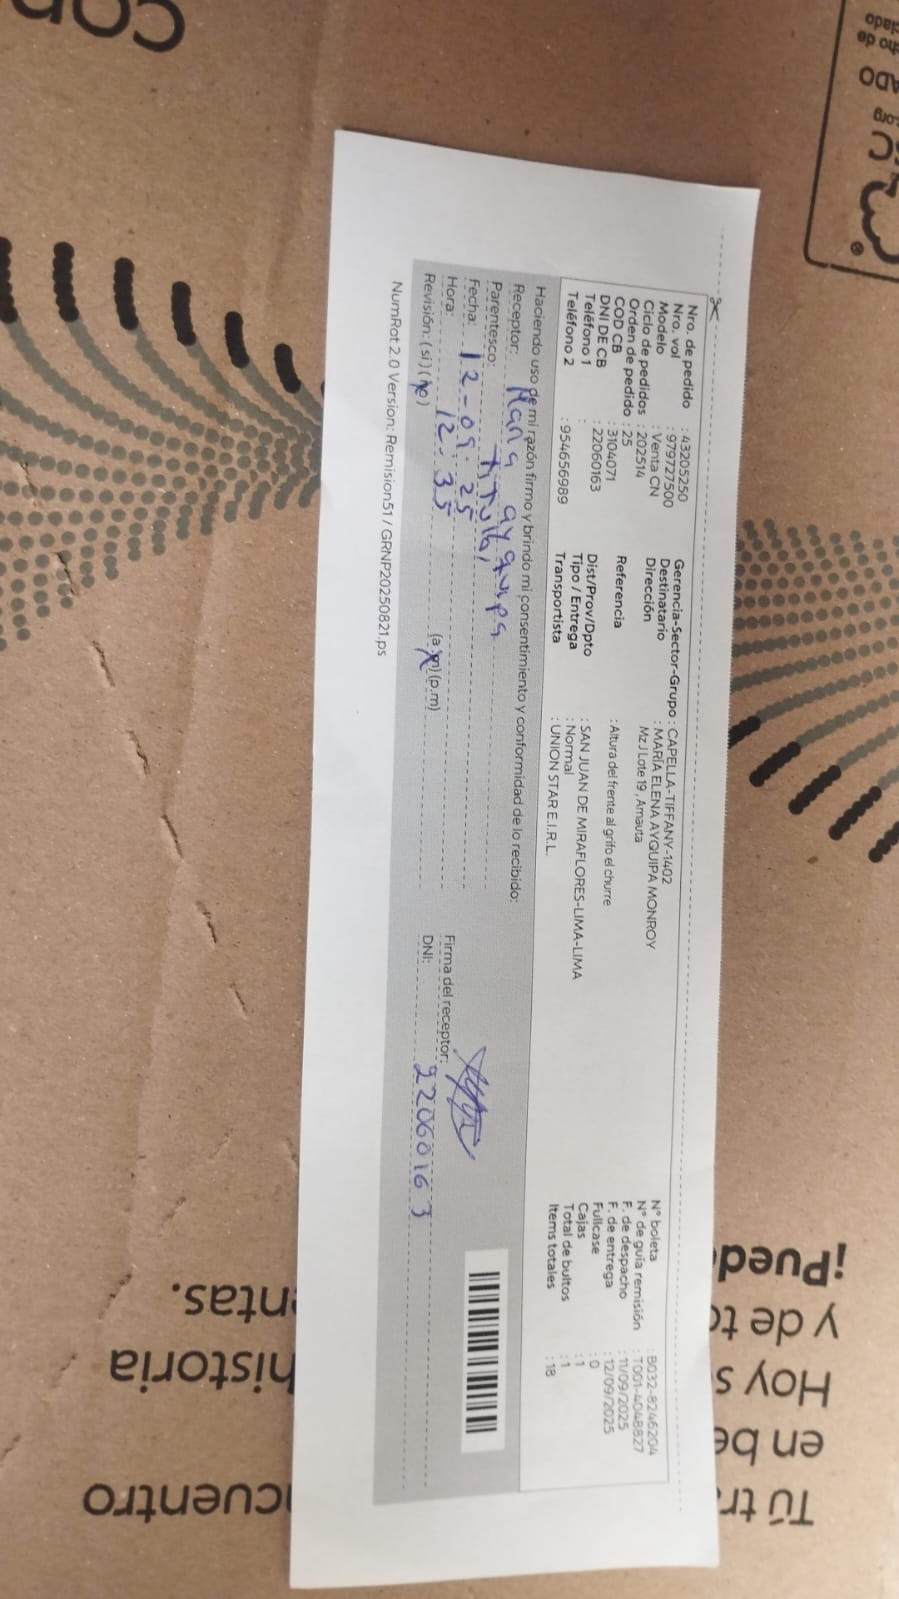 Nro. de pedido : 43205250
Nro. vol : 979727500
Modelo : Venta CN
Ciclo de pedidos : 202514
Orden de pedido : 25
COD CB : 3104071
DNI DE CB : 22060163
Teléfono 1 :
Teléfono 2 : 954656989
Gerencia-Sector-Grupo : CAPELLA-TIFFANY-1402
Destinatario : MARÍA ELENA AYQUIPA MONROY
Dirección Mz J Lote 19 , Amauta
Referencia : Altura del frente al grifo el churre
Dist/Prov/Dpto : SAN JUAN DE MIRAFLORES-LIMA-LIMA
Tipo / Entrega : Normal
Transportista : UNION STAR E.I.R.L.
N° boleta : B032-8246204
N° de guía remisión : T001-4048827
F. de despacho : 11/09/2025
F. de entrega : 12/09/2025
Fullcase : 0
Cajas : 1
Total de bultos : 1
Items totales : 18
Haciendo uso de mi razón firmo y brindo mi consentimiento y conformidad de lo recibido:
Receptor: Maria ayquipa
Parentesco: titular
Fecha: 12-09-25
Hora: 12:35 (a.m) (p.m)
Revisión: (si) (no)
Firma del receptor:
DNI: 22060163
NumRot 2.0 Version: Remision51 / GRNP20250821.ps
Tú tr
cuentro
en be
Hoy s
historia
y de to
ntas.
¡Pued
con
ADO
.org